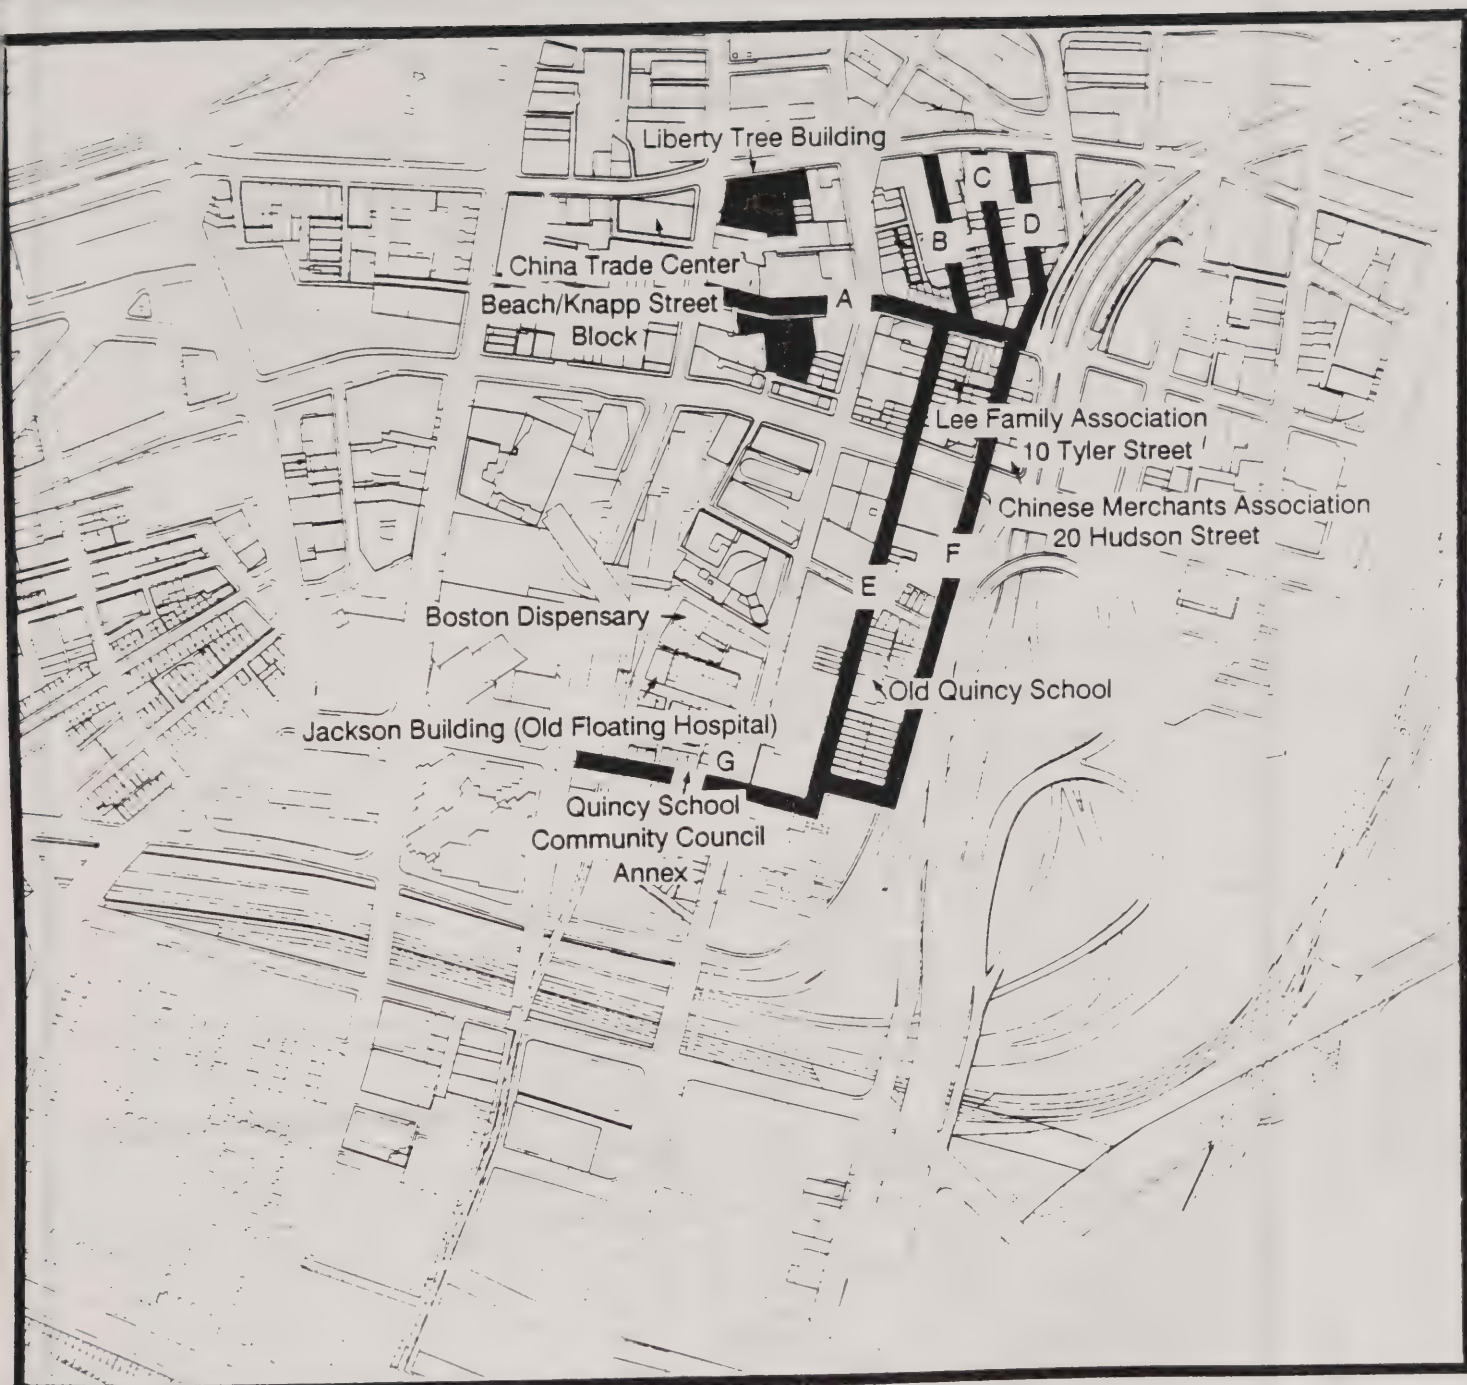 Liberty Tree Building
C
D
B
China Trade Center
Beach/Knapp Street
Block
A
Lee Family Association
10 Tyler Street
Chinese Merchants Association
20 Hudson Street
F
E
Boston Dispensary
Old Quincy School
Jackson Building (Old Floating Hospital)
G
Quincy School
Community Council
Annex